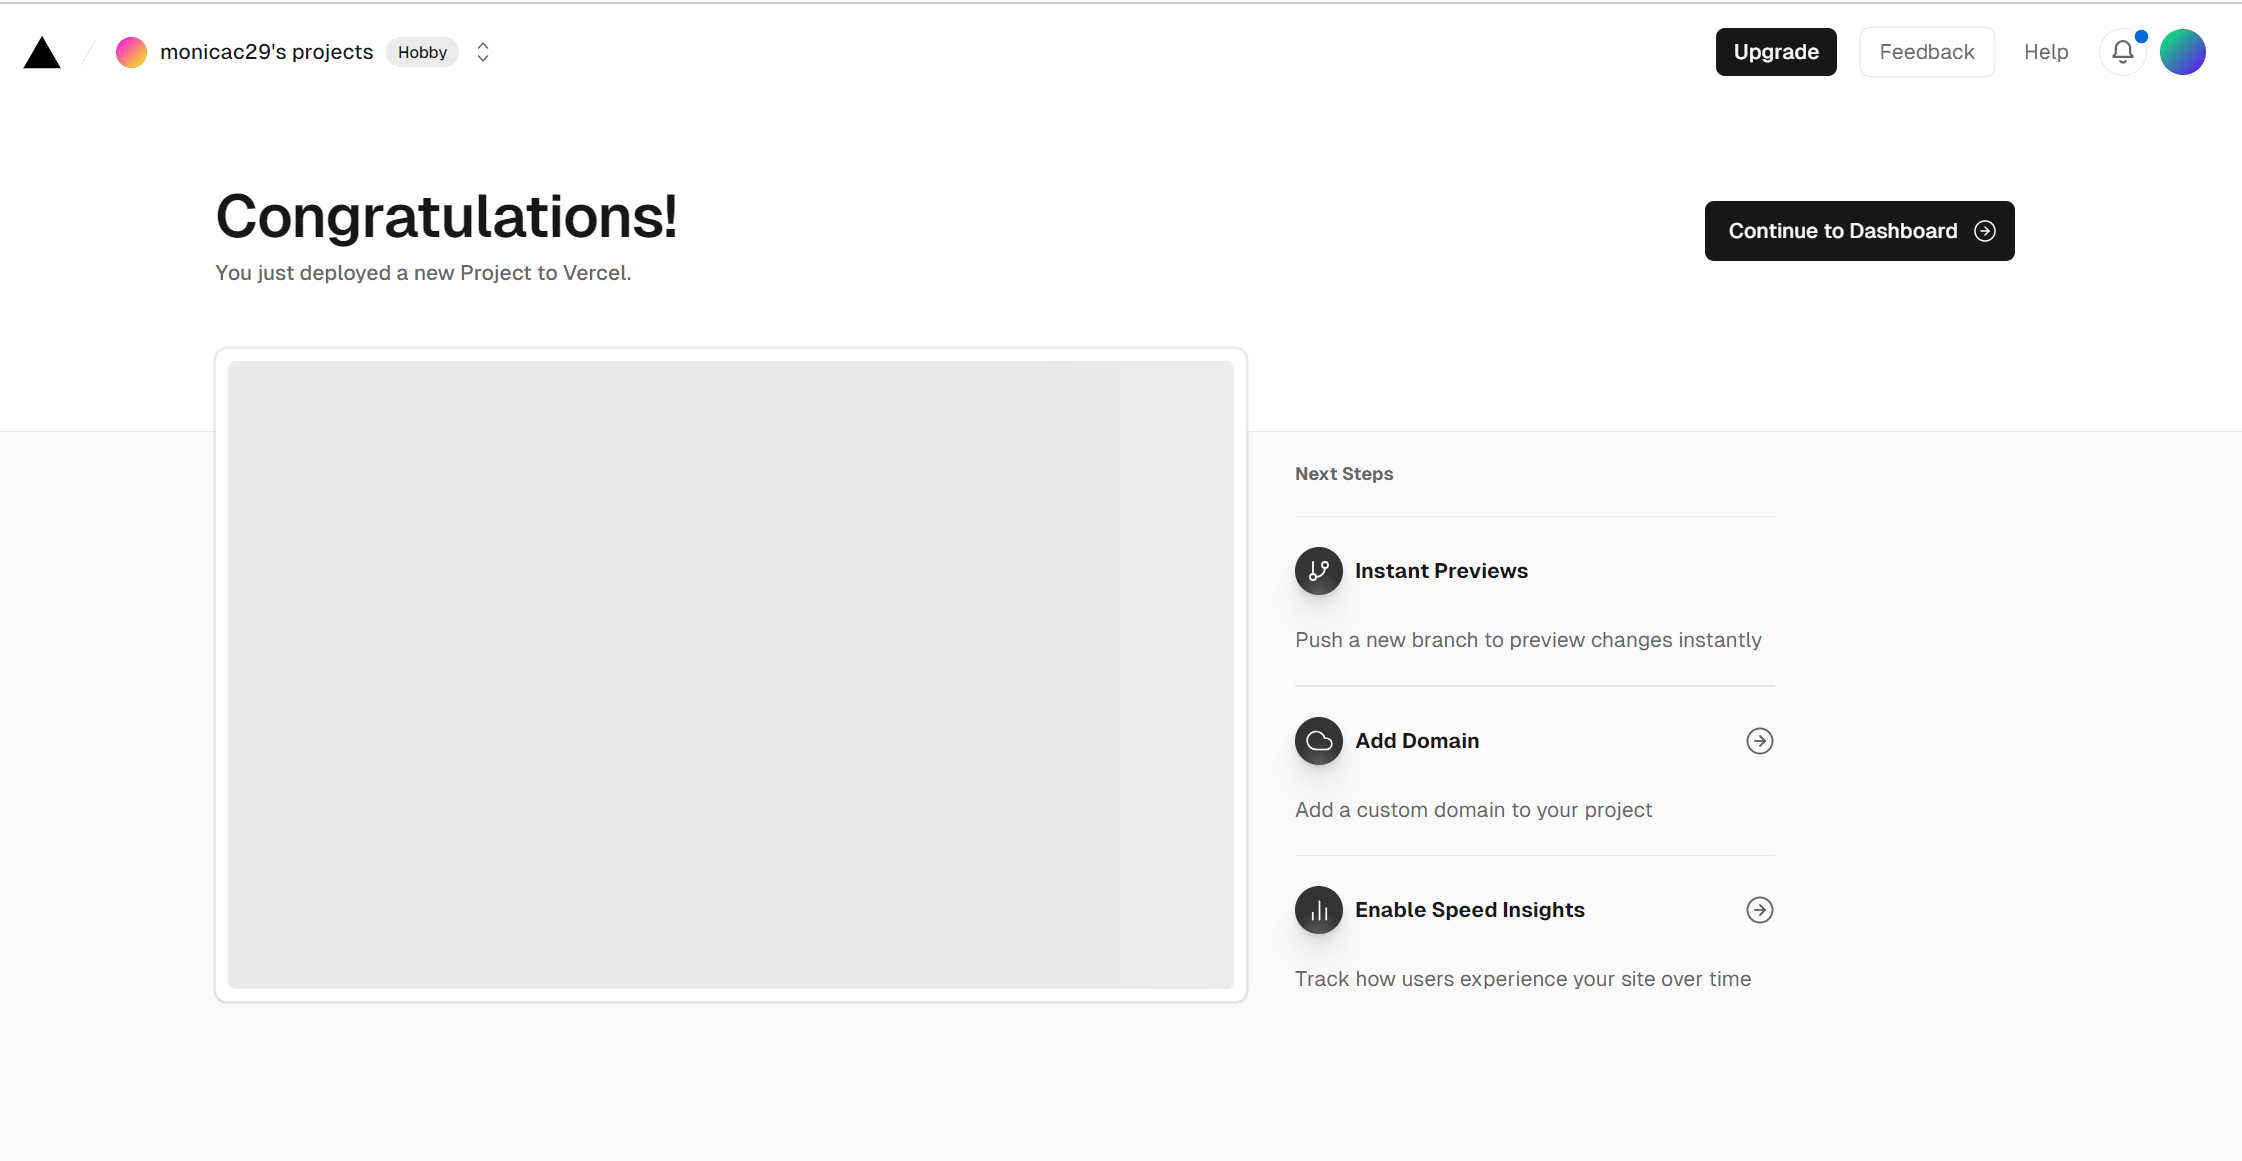 monicac29's projects Hobby
Upgrade
Feedback
Help
Congratulations!
You just deployed a new Project to Vercel.
Continue to Dashboard
Next Steps
Instant Previews
Push a new branch to preview changes instantly
Add Domain
Add a custom domain to your project
Enable Speed Insights
Track how users experience your site over time